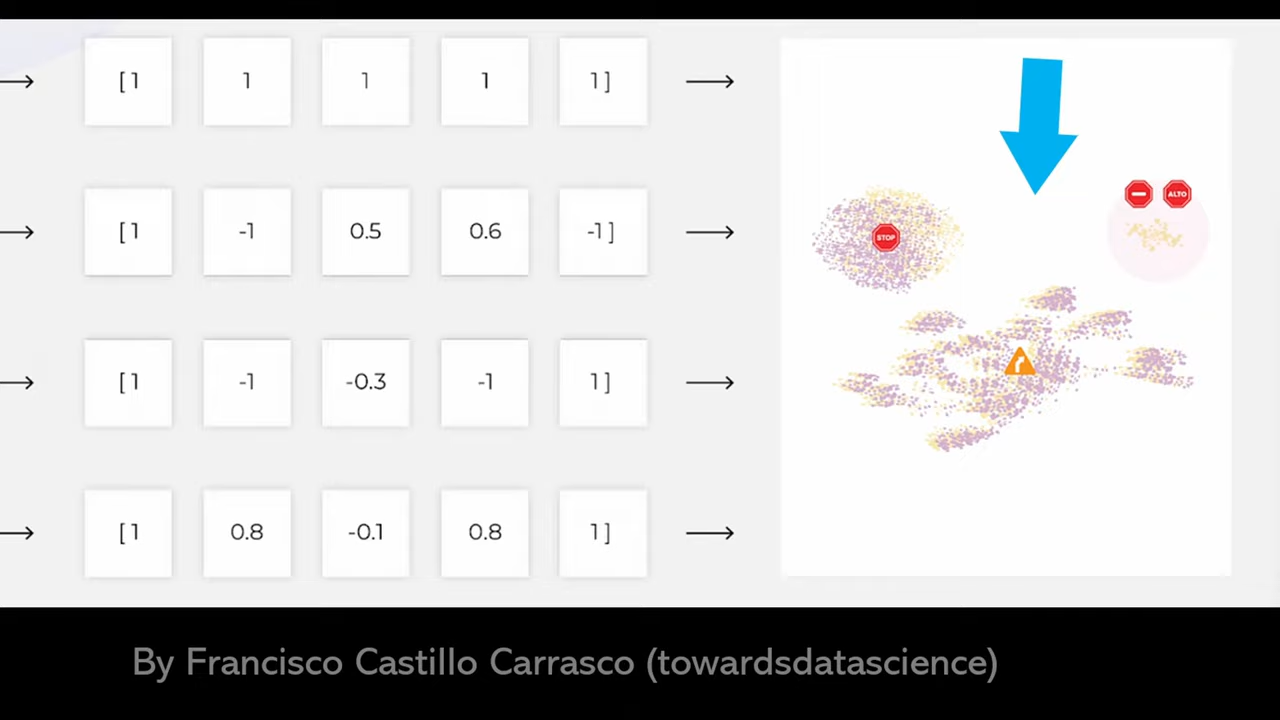 [1 1 1 1 1]
[1 -1 0.5 0.6 -1]
[1 -1 -0.3 -1 1]
[1 0.8 -0.1 0.8 1]
STOP
ALTO
By Francisco Castillo Carrasco (towardsdatascience)